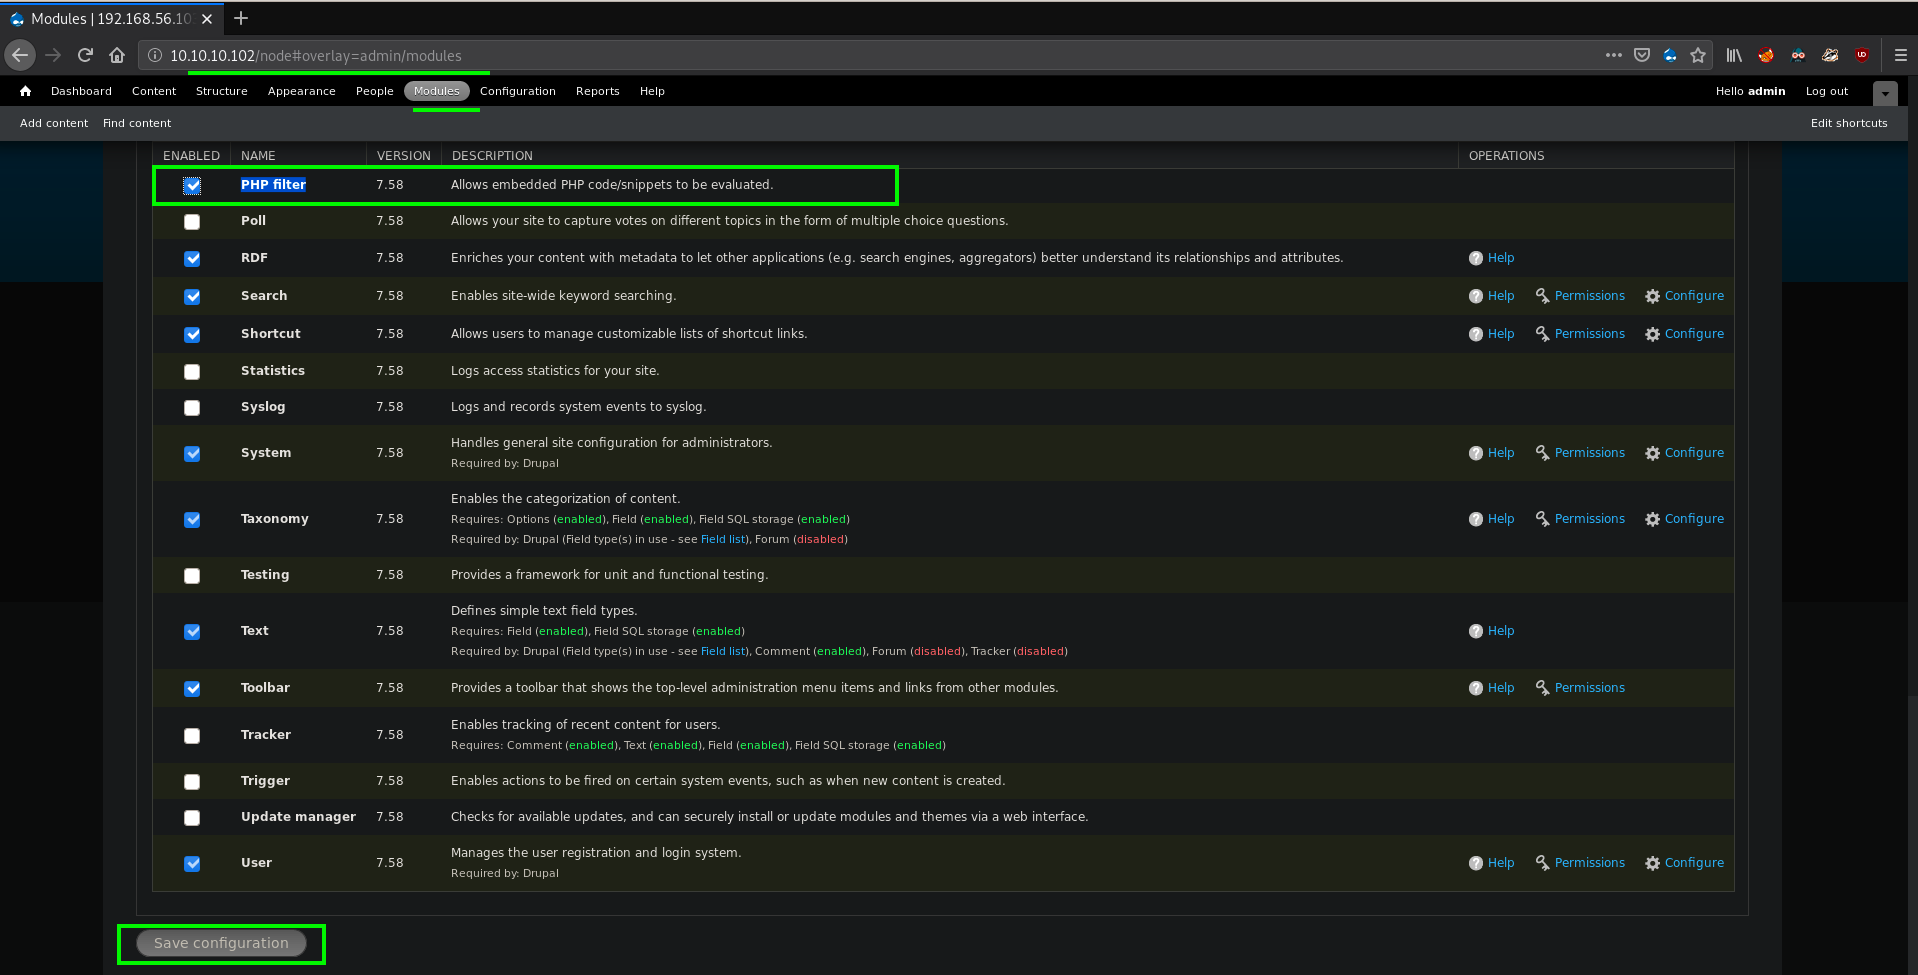 Modules | 192.168.56.10
10.10.10.102/node#overlay=admin/modules
Dashboard Content Structure Appearance People Modules Configuration Reports Help Hello admin Log out
Add content Find content Edit shortcuts
ENABLED NAME VERSION DESCRIPTION OPERATIONS
PHP filter 7.58 Allows embedded PHP code/snippets to be evaluated.
Poll 7.58 Allows your site to capture votes on different topics in the form of multiple choice questions.
RDF 7.58 Enriches your content with metadata to let other applications (e.g. search engines, aggregators) better understand its relationships and attributes. Help
Search 7.58 Enables site-wide keyword searching. Help Permissions Configure
Shortcut 7.58 Allows users to manage customizable lists of shortcut links. Help Permissions Configure
Statistics 7.58 Logs access statistics for your site.
Syslog 7.58 Logs and records system events to syslog.
Handles general site configuration for administrators.
System 7.58 Help Permissions Configure
Required by: Drupal
Enables the categorization of content.
Taxonomy 7.58 Requires: Options (enabled), Field (enabled), Field SQL storage (enabled) Help Permissions Configure
Required by: Drupal (Field type(s) in use - see Field list), Forum (disabled)
Testing 7.58 Provides a framework for unit and functional testing.
Defines simple text field types.
Text 7.58 Requires: Field (enabled), Field SQL storage (enabled) Help
Required by: Drupal (Field type(s) in use - see Field list), Comment (enabled), Forum (disabled), Tracker (disabled)
Toolbar 7.58 Provides a toolbar that shows the top-level administration menu items and links from other modules. Help Permissions
Enables tracking of recent content for users.
Tracker 7.58
Requires: Comment (enabled), Text (enabled), Field (enabled), Field SQL storage (enabled)
Trigger 7.58 Enables actions to be fired on certain system events, such as when new content is created.
Update manager 7.58 Checks for available updates, and can securely install or update modules and themes via a web interface.
Manages the user registration and login system.
User 7.58 Help Permissions Configure
Required by: Drupal
Save configuration